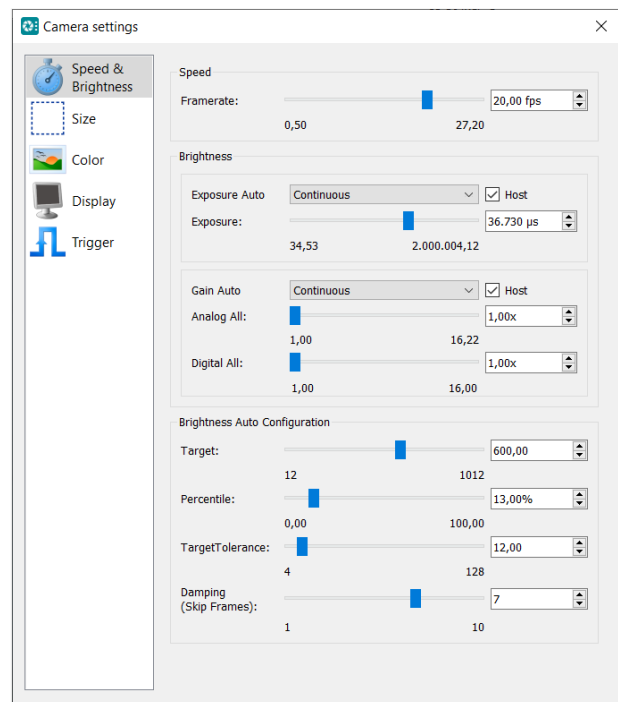 Camera settings
Speed &
Brightness
Size
Color
Display
Trigger
Speed
Framerate:
20,00 fps
0,50 27,20
Brightness
Exposure Auto Continuous Host
Exposure: 36.730 µs
34,53 2.000.004,12
Gain Auto Continuous Host
Analog All: 1,00x
1,00 16,22
Digital All: 1,00x
1,00 16,00
Brightness Auto Configuration
Target: 600,00
12 1012
Percentile: 13,00%
0,00 100,00
TargetTolerance: 12,00
4 128
Damping
(Skip Frames): 7
1 10